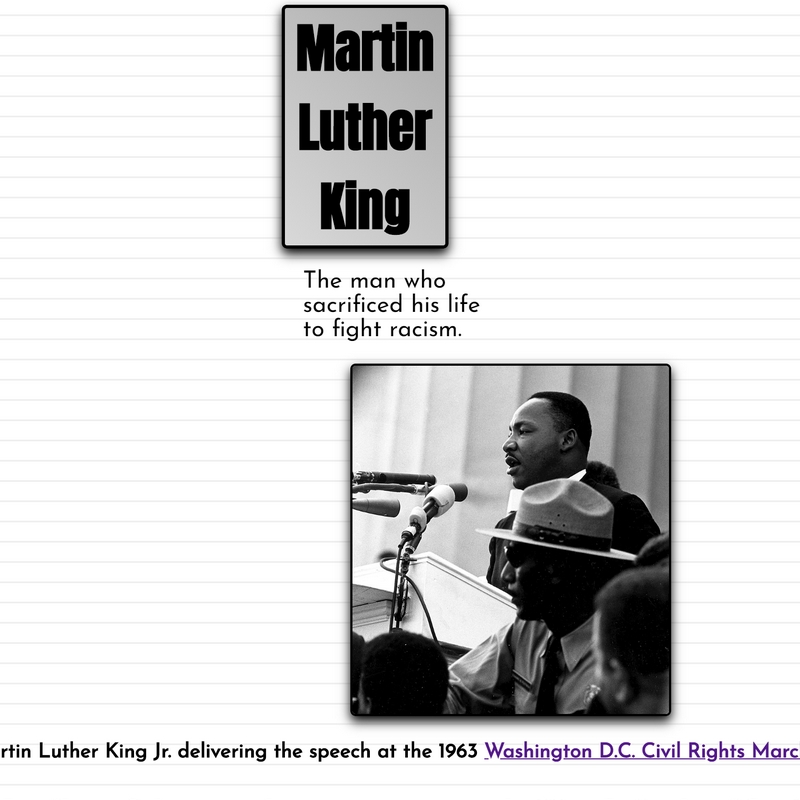 Martin
Luther
King
The man who
sacrificed his life
to fight racism.
rtin Luther King Jr. delivering the speech at the 1963 Washington D.C. Civil Rights Marc